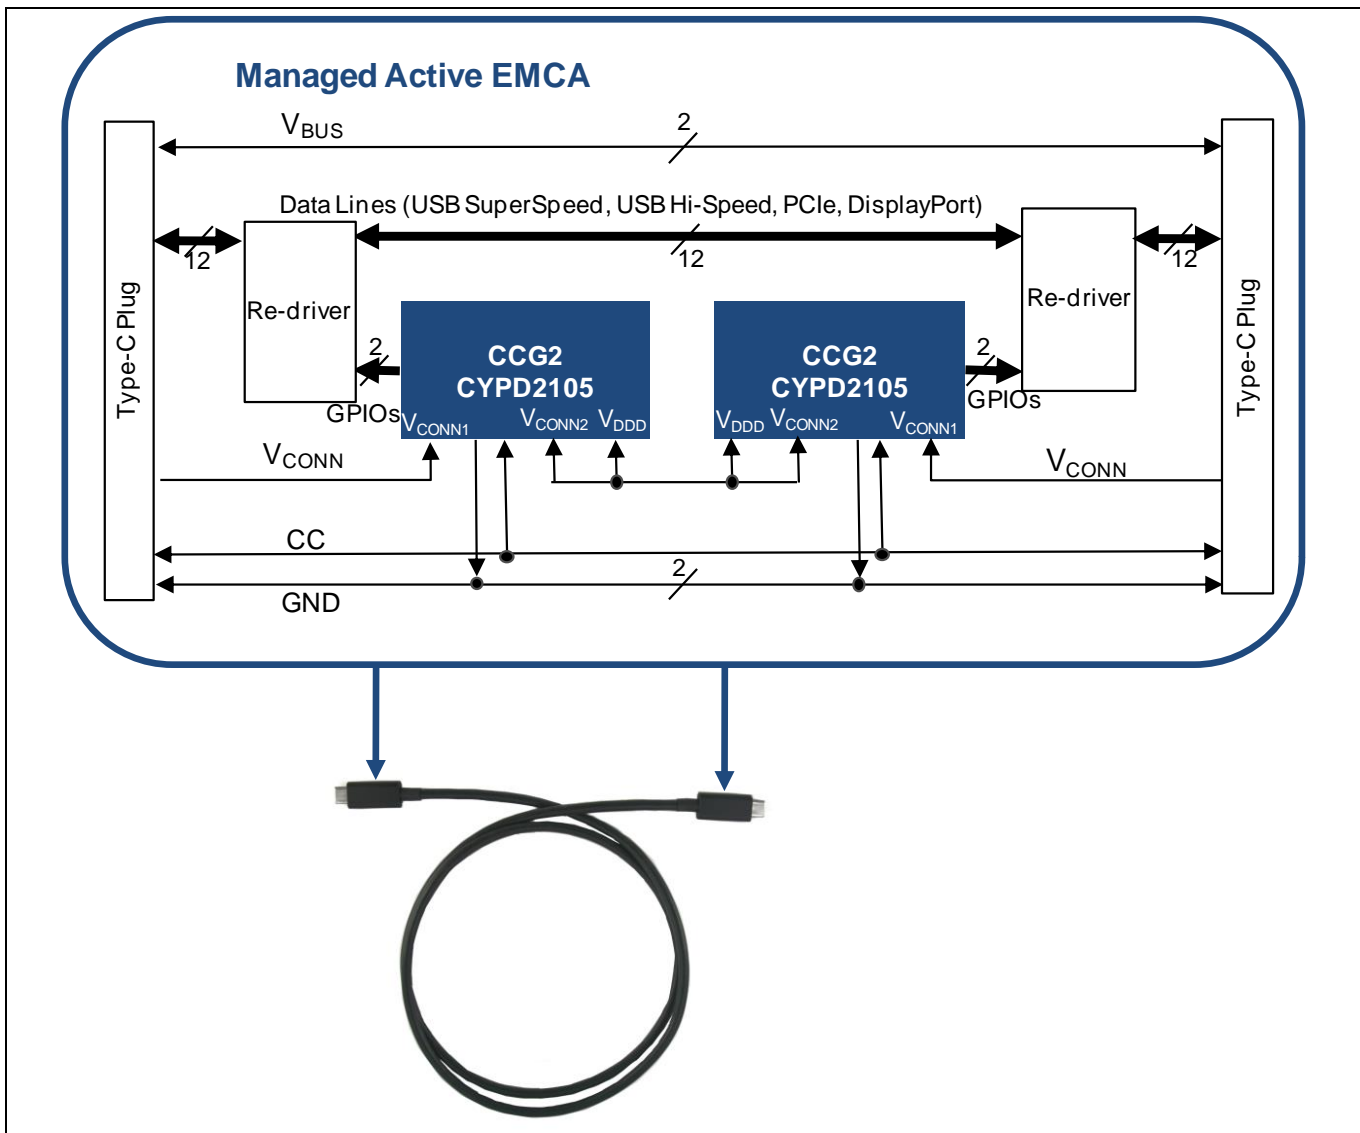 Managed Active EMCA
VBUS
2
Data Lines (USB SuperSpeed, USB Hi-Speed, PCIe, DisplayPort)
12
12
12
Type-C Plug
Re-driver
Re-driver
Type-C Plug
CCG2
CYPD2105
CCG2
CYPD2105
2
GPIOs
2
GPIOs
VCONN1
VCONN2
VDDD
VDDD
VCONN2
VCONN1
VCONN
VCONN
CC
2
GND